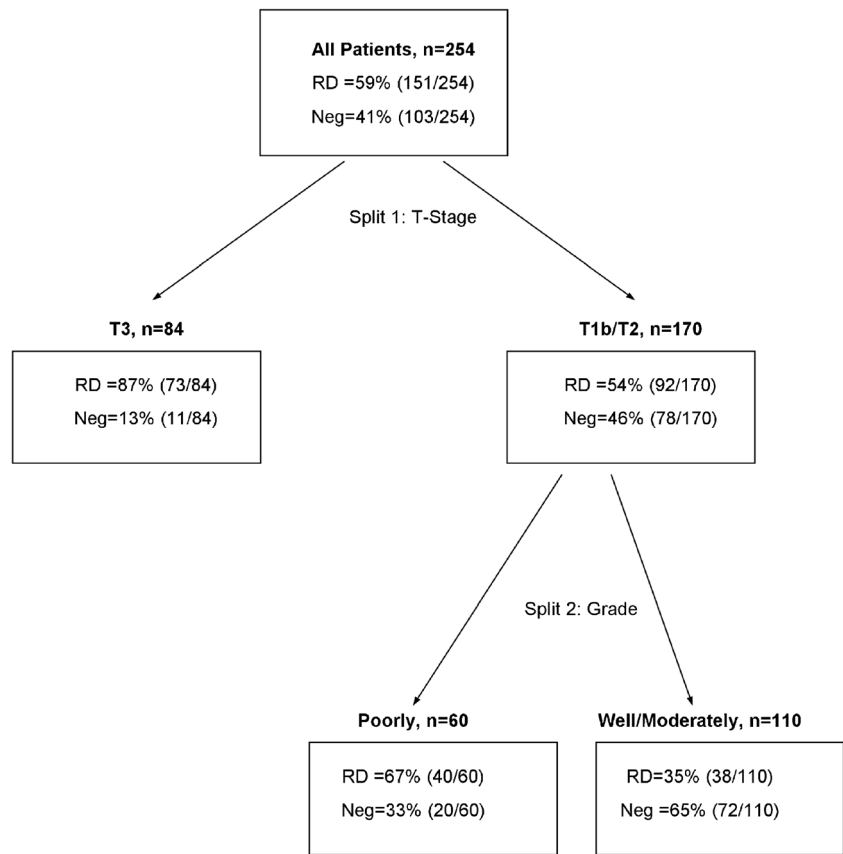 All Patients, n=254
RD =59% (151/254)
Neg=41% (103/254)
Split 1: T-Stage
T3, n=84
RD =87% (73/84)
Neg=13% (11/84)
T1b/T2, n=170
RD =54% (92/170)
Neg=46% (78/170)
Split 2: Grade
Poorly, n=60
RD =67% (40/60)
Neg=33% (20/60)
Well/Moderately, n=110
RD=35% (38/110)
Neg =65% (72/110)